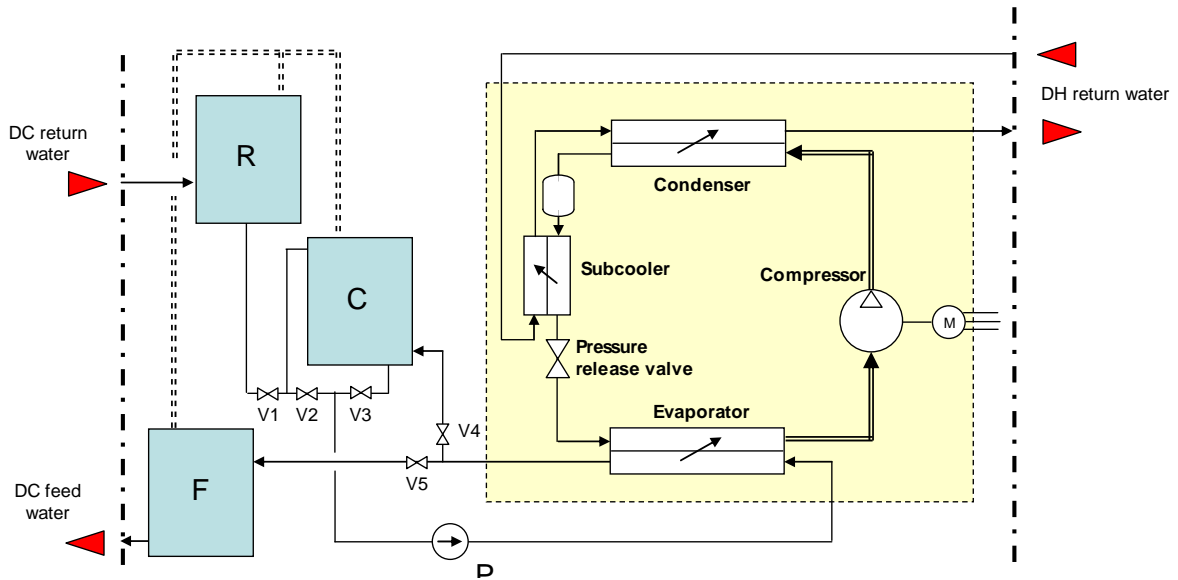 DH return water
DC return
water
R
Condenser
Subcooler
Compressor
C
M
Pressure
release valve
V1
V2
V3
Evaporator
V4
V5
F
DC feed
water
P